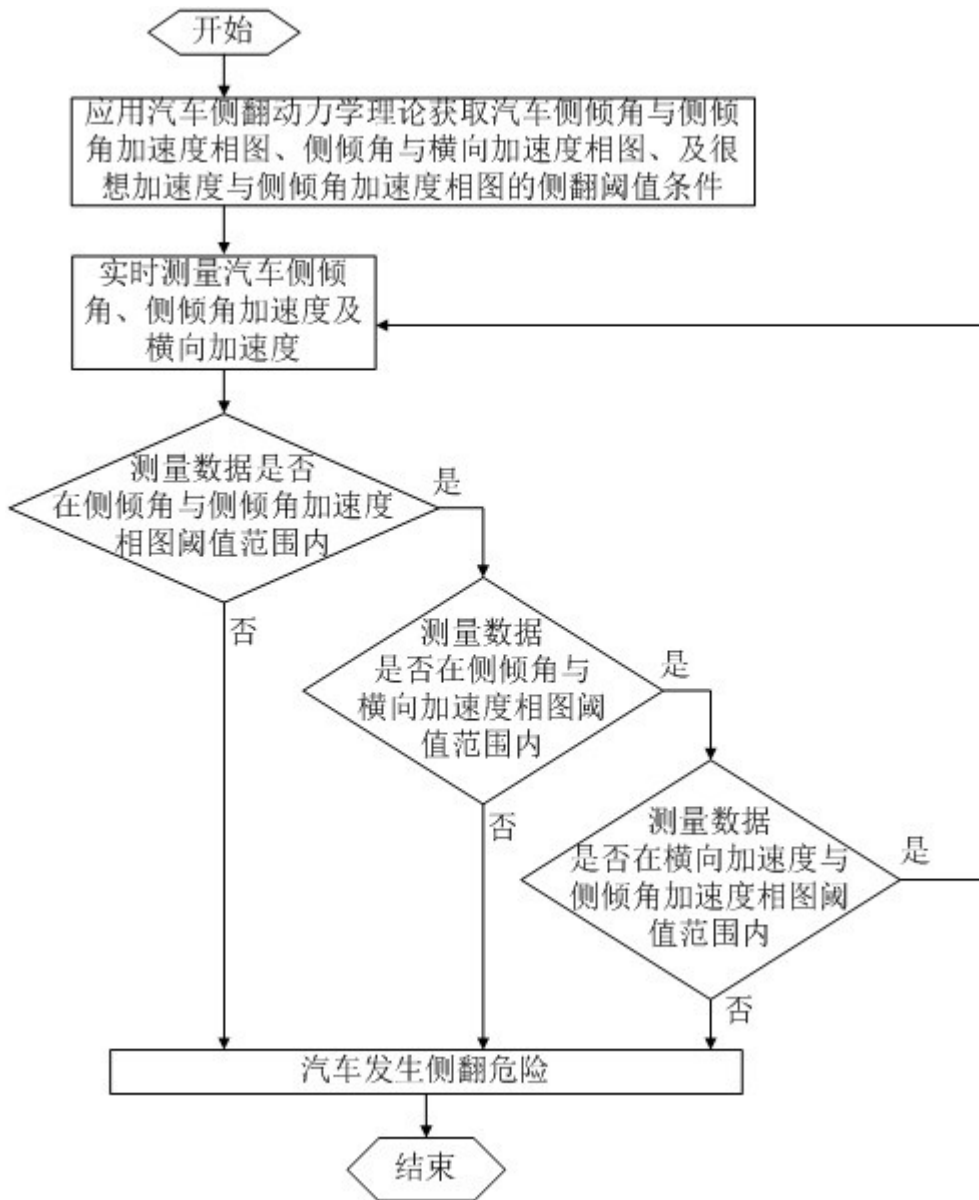 开始
应用汽车侧翻动力学理论获取汽车侧倾角与侧倾
角加速度相图、侧倾角与横向加速度相图、及很
想加速度与侧倾角加速度相图的侧翻阈值条件
实时测量汽车侧倾
角、侧倾角加速度及
横向加速度
测量数据是否
在侧倾角与侧倾角加速度
相图阈值范围内
是
否
测量数据
是否在侧倾角与
横向加速度相图阈
值范围内
是
否
测量数据
是否在横向加速度与
侧倾角加速度相图阈
值范围内
是
否
汽车发生侧翻危险
结束